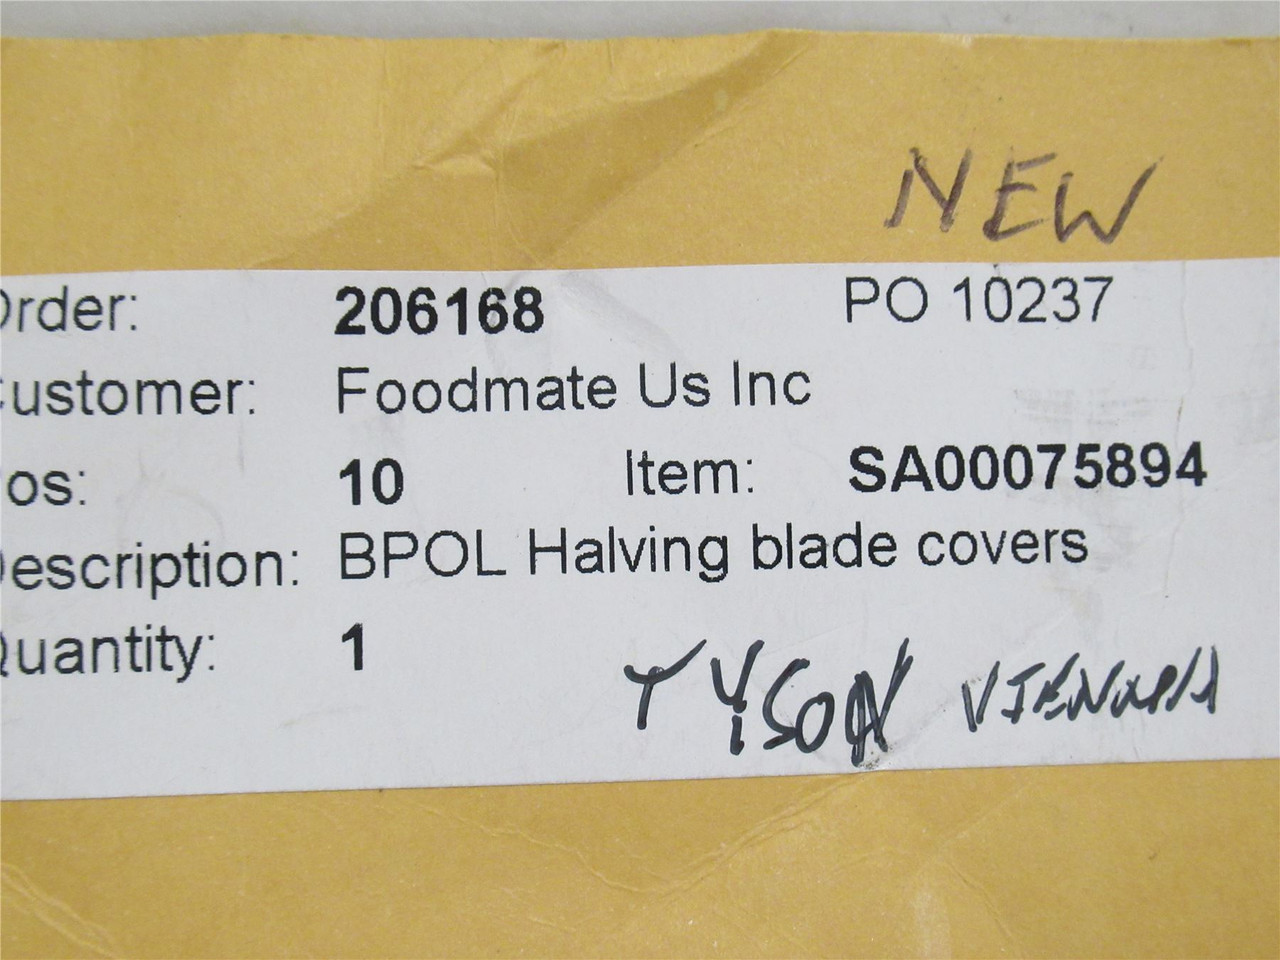 NEW
Order: 206168 PO 10237
Customer: Foodmate Us Inc
Pos: 10 Item: SA00075894
Description: BPOL Halving blade covers
Quantity: 1
TYSON